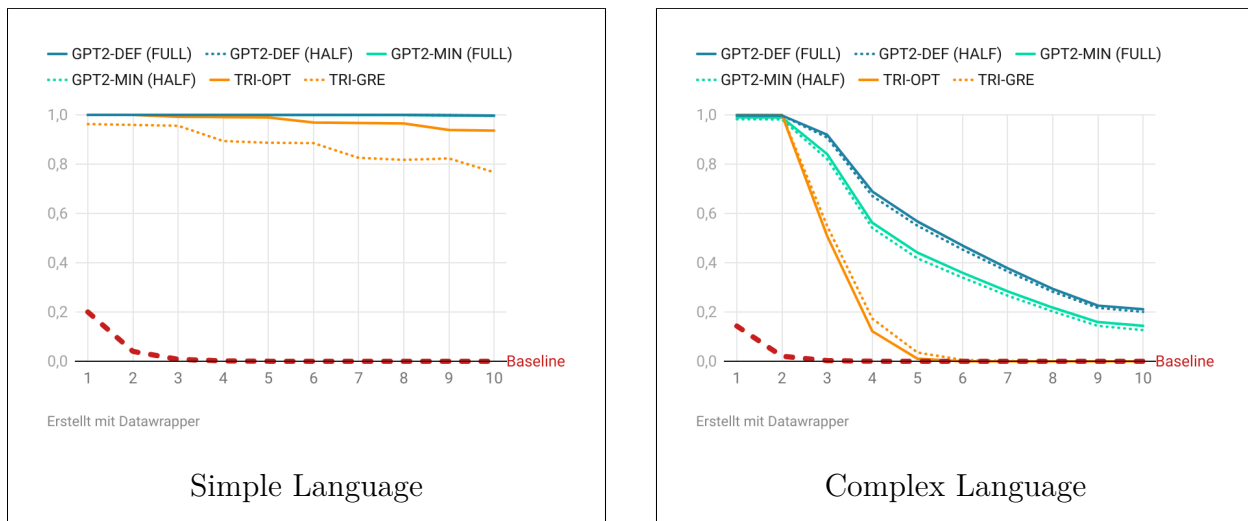 GPT2-DEF (FULL) GPT2-DEF (HALF) GPT2-MIN (FULL)
GPT2-MIN (HALF) TRI-OPT TRI-GRE
1,0
0,8
0,6
0,4
0,2
0,0
Baseline
1 2 3 4 5 6 7 8 9 10
Erstellt mit Datawrapper
Simple Language
GPT2-DEF (FULL) GPT2-DEF (HALF) GPT2-MIN (FULL)
GPT2-MIN (HALF) TRI-OPT TRI-GRE
1,0
0,8
0,6
0,4
0,2
0,0
Baseline
1 2 3 4 5 6 7 8 9 10
Erstellt mit Datawrapper
Complex Language